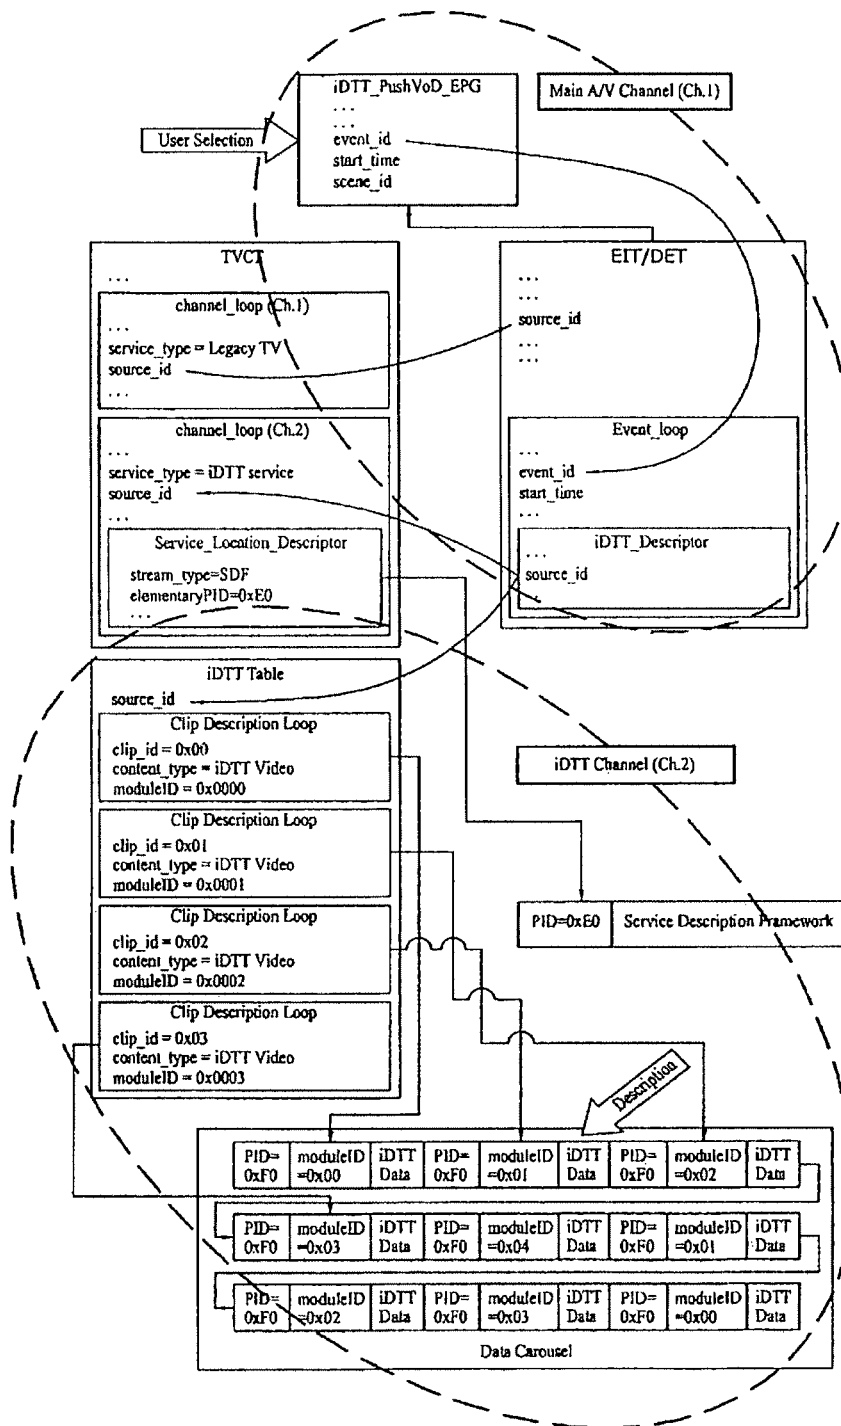 iDTT_PushVoD_EPG
. . .
. . .
event_id
start_time
scene_id
Main A/V Channel (Ch.1)
User Selection
TVCT
. . .
channel_loop (Ch.1)
. . .
service_type = Legacy TV
source_id
. . .
channel_loop (Ch.2)
. . .
service_type = iDTT service
source_id
. . .
Service_Location_Descriptor
stream_type=SDF
elementaryPID=0xE0
. . .
EIT/DET
. . .
. . .
source_id
. . .
. . .
Event_loop
. . .
event_id
start_time
. . .
iDTT_Descriptor
. . .
source_id
. .
iDTT Table
source_id
Clip Description Loop
clip_id = 0x00
content_type = iDTT Video
moduleID = 0x0000
Clip Description Loop
clip_id = 0x01
content_type = iDTT Video
moduleID = 0x0001
Clip Description Loop
clip_id = 0x02
content_type = iDTT Video
moduleID = 0x0002
Clip Description Loop
clip_id = 0x03
content_type = iDTT Video
moduleID = 0x0003
iDTT Channel (Ch.2)
PID=0xE0 Service Description Framework
Description
PID= moduleID iDTT PID= moduleID iDTT PID= moduleID iDTT
0xF0 =0x00 Data 0xF0 =0x01 Data 0xF0 =0x02 Data
PID= moduleID iDTT PID= moduleID iDTT PID= moduleID iDTT
0xF0 =0x03 Data 0xF0 =0x04 Data 0xF0 =0x01 Data
PID= moduleID iDTT PID= moduleID iDTT PID= moduleID iDTT
0xF0 =0x02 Data 0xF0 =0x03 Data 0xF0 =0x00 Data
Data Carousel